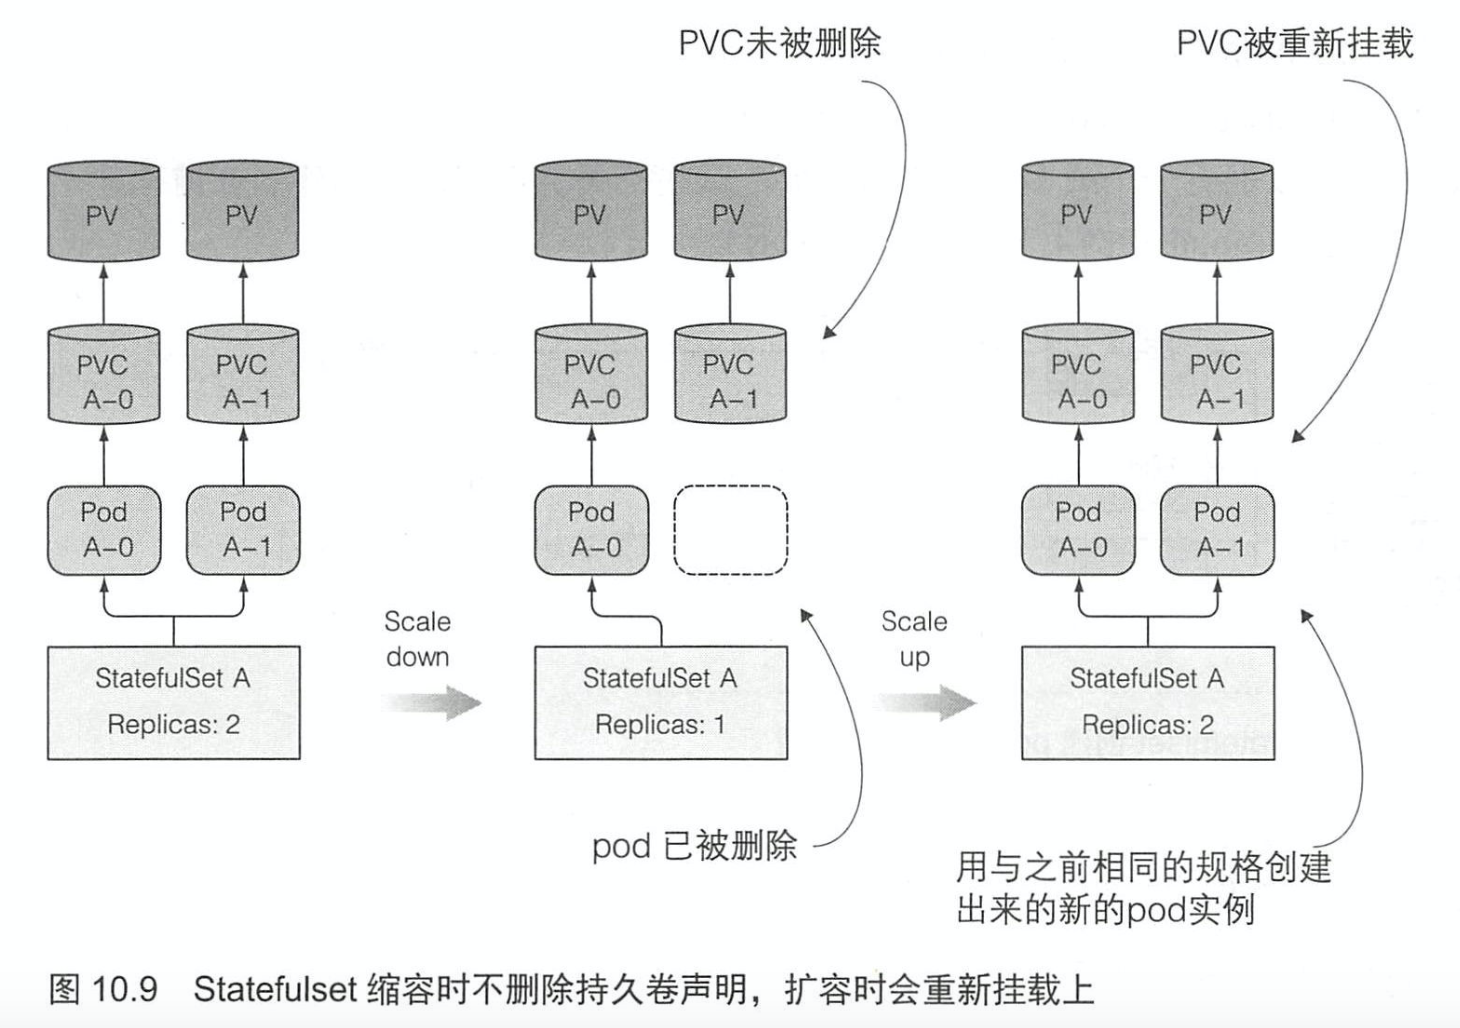 PVC未被删除
PVC被重新挂载
PV
PV
PV
PV
PV
PV
PVC
A-0
PVC
A-1
PVC
A-0
PVC
A-1
PVC
A-0
PVC
A-1
Pod
A-0
Pod
A-1
Pod
A-0
Pod
A-0
Pod
A-1
Scale
down
Scale
up
StatefulSet A
Replicas: 2
StatefulSet A
Replicas: 1
StatefulSet A
Replicas: 2
pod 已被删除
用与之前相同的规格创建
出来的新的pod实例
图 10.9 Statefulset 缩容时不删除持久卷声明，扩容时会重新挂载上